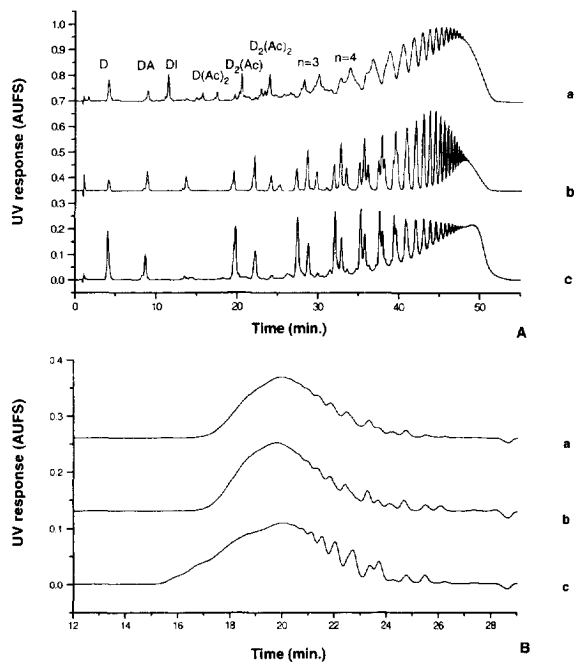 1.0
0.9
0.8
0.7
0.6
0.5
0.4
0.3
0.2
0.1
0.0
UV response (AUFS)
D
DA
DI
D(Ac)2
D2(Ac)
D2(Ac)2
n=3
n=4
a
b
c
0
10
20
30
40
50
Time (min.)
A
0.4
0.3
0.2
0.1
0.0
UV response (AUFS)
a
b
c
12
14
16
18
20
22
24
26
28
Time (min.)
B